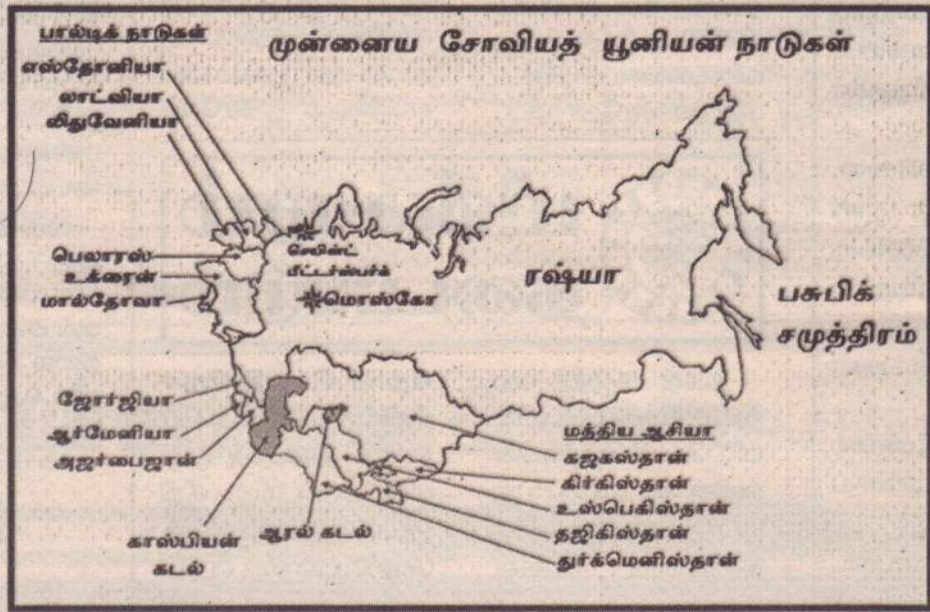 முன்னைய சோவியத் யூனியன் நாடுகள்
பால்டிக் நாடுகள்
எஸ்தோனியா
லாட்வியா
லிதுவேனியா
பெலாரஸ்
உக்ரைன்
மால்தோவா
செயின்ட்
பீட்டர்ஸ்பர்க்
மொஸ்கோ
ரஷ்யா
பசுபிக்
சமுத்திரம்
ஜோர்ஜியா
ஆர்மேனியா
அஜர்பைஜான்
காஸ்பியன்
கடல்
ஆரல் கடல்
மத்திய ஆசியா
கஜகஸ்தான்
கிர்கிஸ்தான்
உஸ்பெகிஸ்தான்
தஜிகிஸ்தான்
துர்க்மெனிஸ்தான்